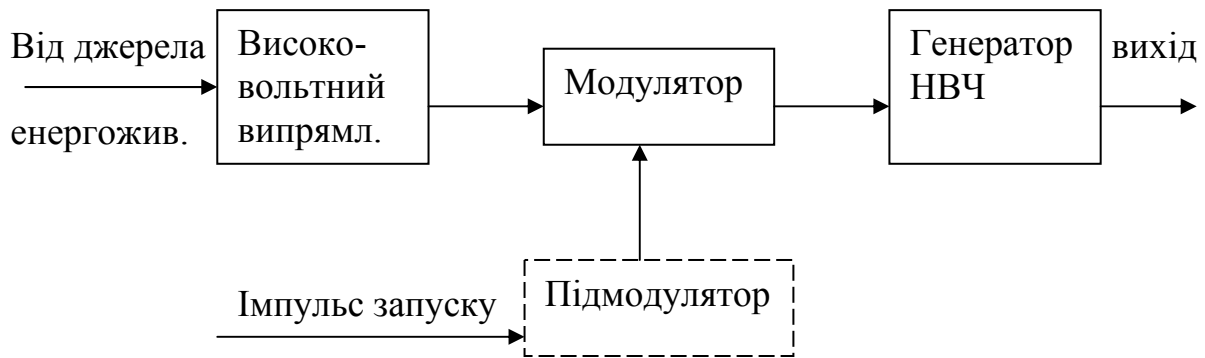 Від джерела
енергожив.
Високо-
вольтний
випрямл.
Модулятор
Генератор
НВЧ
вихід
Імпульс запуску
Підмодулятор